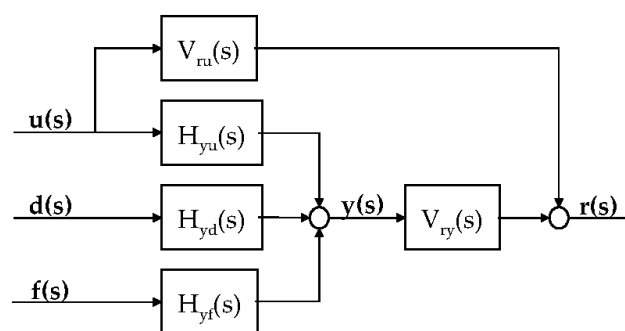 V_ru(s)
u(s)
H_yu(s)
d(s)
H_yd(s)
y(s)
V_ry(s)
r(s)
f(s)
H_yf(s)